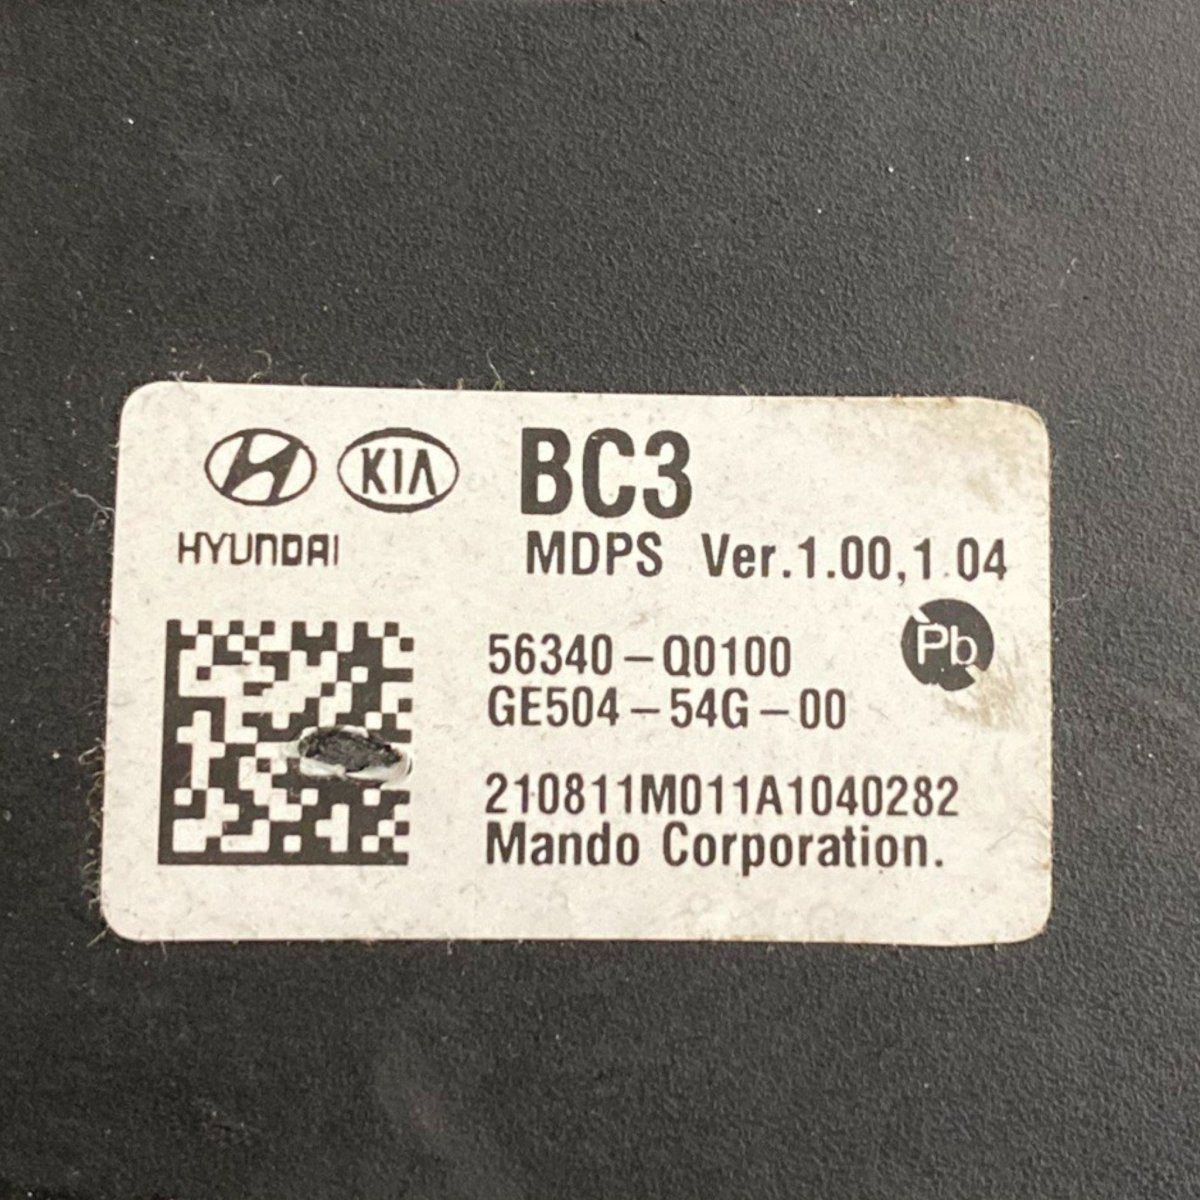 KIA BC3
HYUNDAI MDPS Ver.1.00,1.04
Pb
56340-Q0100
GE504-54G-00
210811M011A1040282
Mando Corporation.